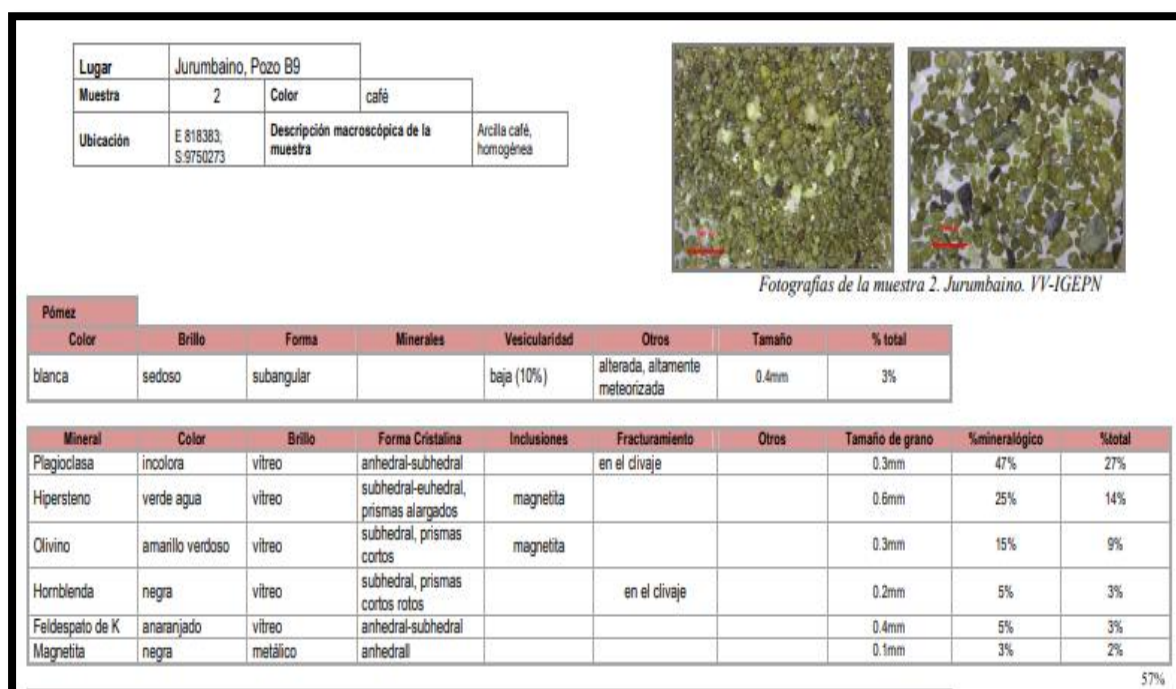 Lugar Jurumbaino, Pozo B9
Muestra 2 Color café
Ubicación E 818383; S:9750273 Descripción macroscópica de la muestra Arcilla café, homogénea
Fotografías de la muestra 2. Jurumbaino. VV-IGEPN
Pómez
Color Brillo Forma Minerales Vesicularidad Otros Tamaño % total
blanca sedoso subangular baja (10%) alterada, altamente meteorizada 0.4mm 3%
Mineral Color Brillo Forma Cristalina Inclusiones Fracturamiento Otros Tamaño de grano %mineralógico %total
Plagioclasa incolora vítreo anhedral-subhedral en el clivaje 0.3mm 47% 27%
Hipersteno verde agua vítreo subhedral-euhedral, prismas alargados magnetita 0.6mm 25% 14%
Olivino amarillo verdoso vítreo subhedral, prismas cortos magnetita 0.3mm 15% 9%
Hornblenda negra vítreo subhedral, prismas cortos rotos en el clivaje 0.2mm 5% 3%
Feldespato de K anaranjado vítreo anhedral-subhedral 0.4mm 5% 3%
Magnetita negra metálico anhedrall 0.1mm 3% 2%
57%